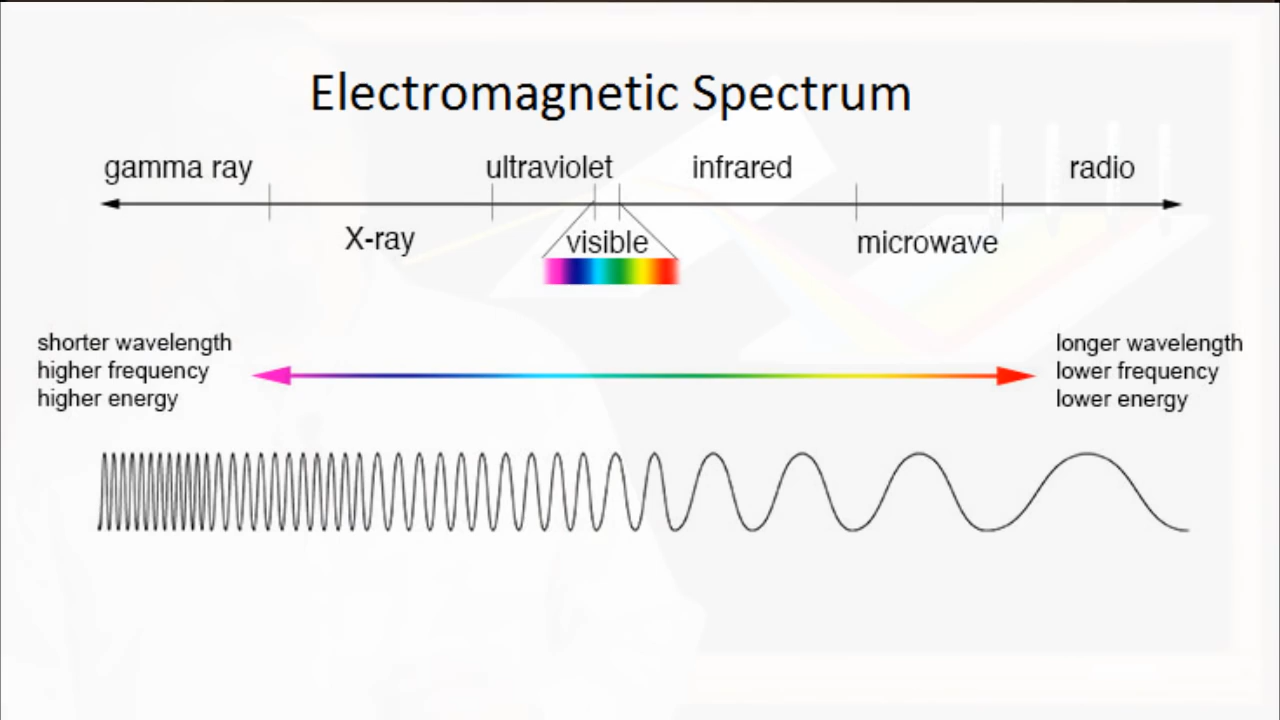 Electromagnetic Spectrum
gamma ray
ultraviolet
infrared
radio
X-ray
visible
microwave
shorter wavelength
higher frequency
higher energy
longer wavelength
lower frequency
lower energy